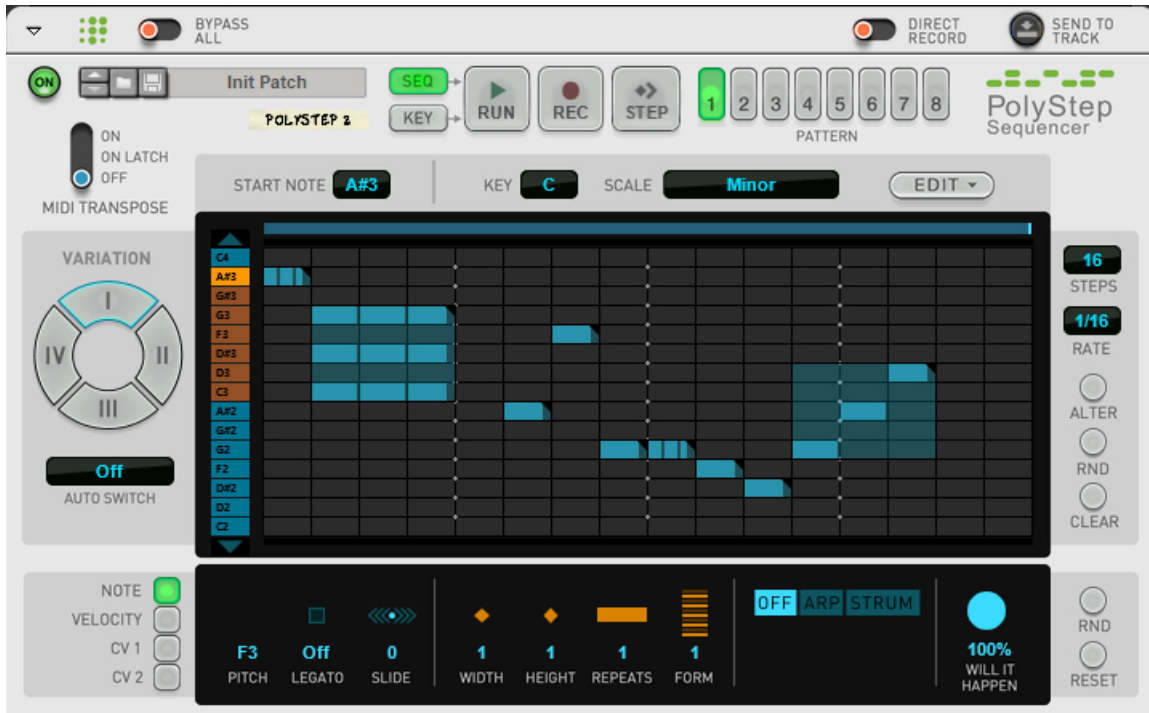 BYPASS ALL
DIRECT RECORD
SEND TO TRACK
ON
Init Patch
POLYSTEP 2
SEQ
KEY
RUN
REC
STEP
1 2 3 4 5 6 7 8
PATTERN
PolyStep
Sequencer
ON
ON LATCH
OFF
MIDI TRANSPOSE
START NOTE A#3
KEY C
SCALE Minor
EDIT
VARIATION
I
II
III
IV
Off
AUTO SWITCH
C4
A#3
G#3
G3
F3
D#3
D3
C3
A#2
G#2
G2
F2
D#2
D2
C2
16
STEPS
1/16
RATE
ALTER
RND
CLEAR
NOTE
VELOCITY
CV 1
CV 2
F3
PITCH
Off
LEGATO
0
SLIDE
1
WIDTH
1
HEIGHT
1
REPEATS
1
FORM
OFF ARP STRUM
100%
WILL IT
HAPPEN
RND
RESET